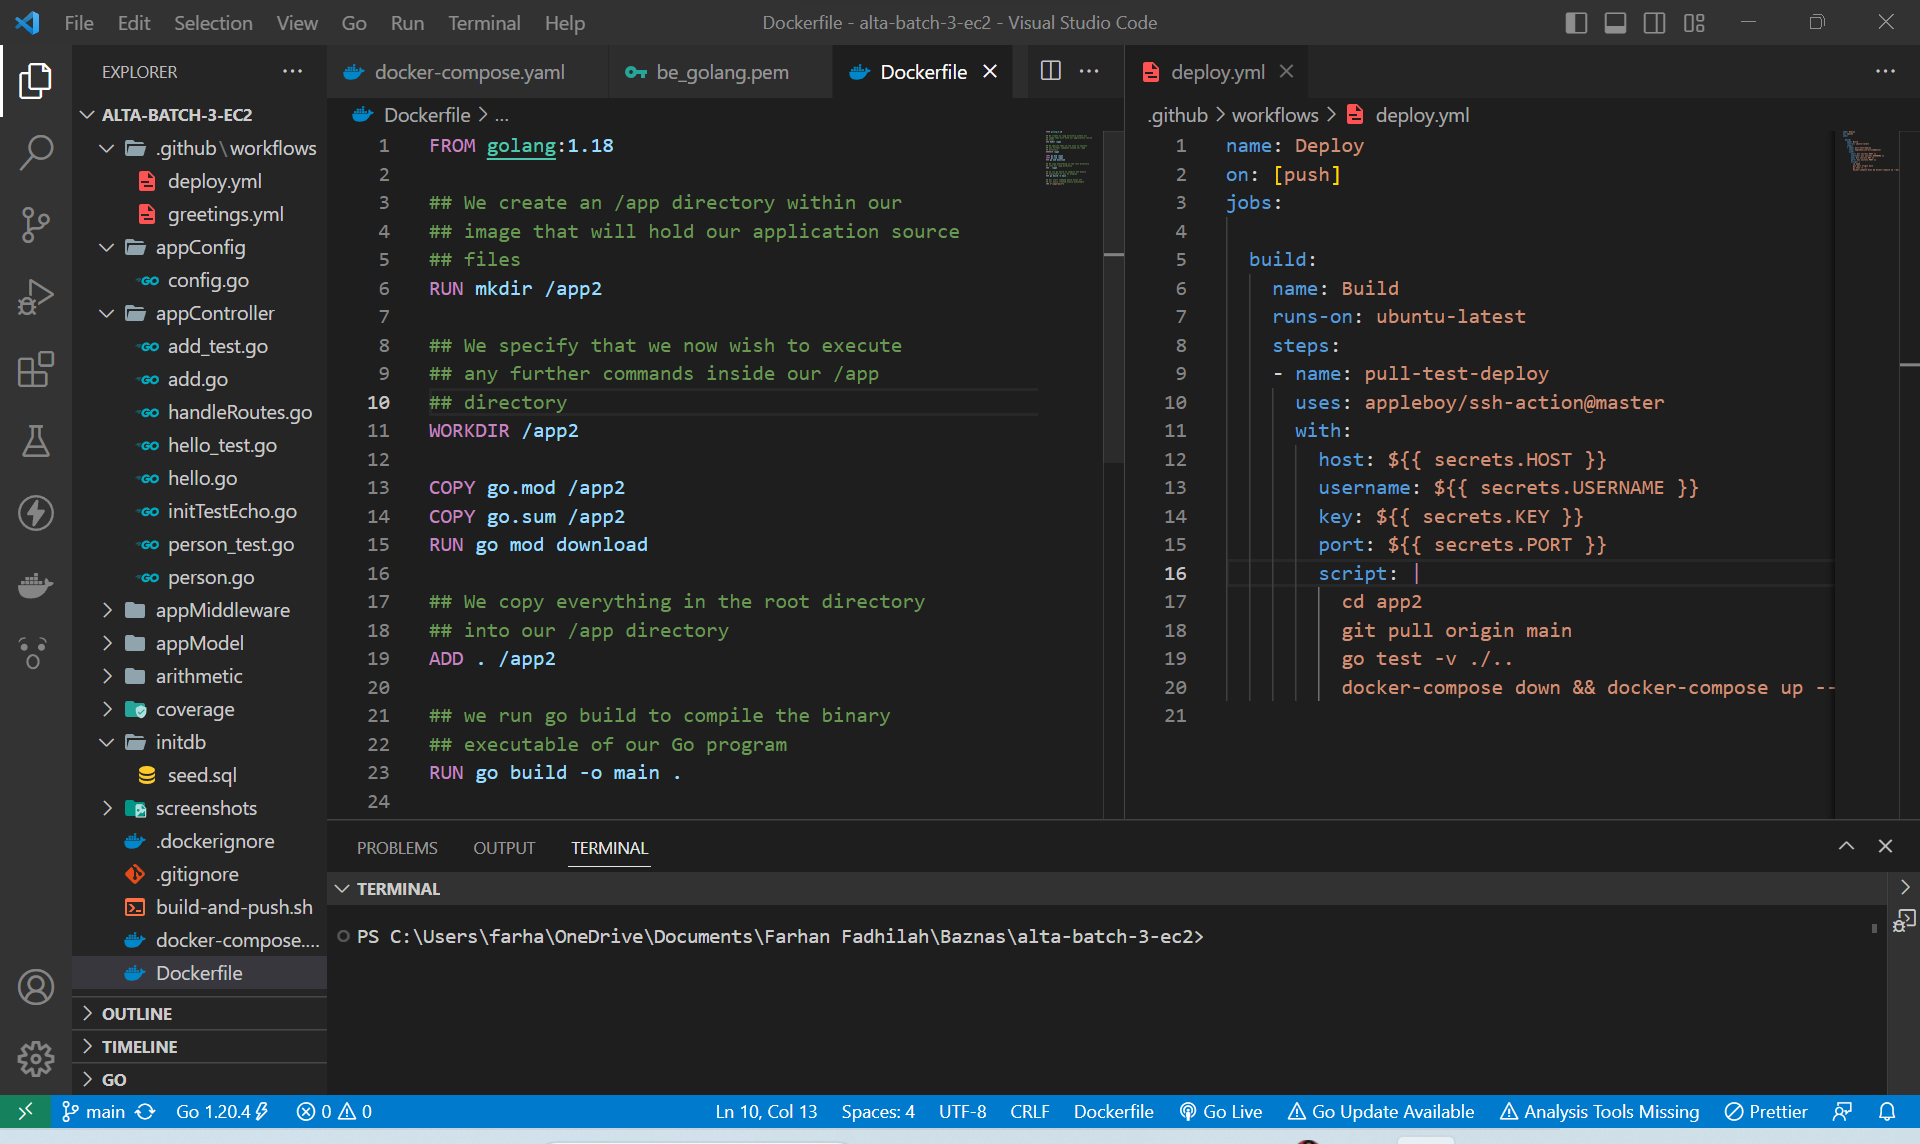 File Edit Selection View Go Run Terminal Help
Dockerfile - alta-batch-3-ec2 - Visual Studio Code
EXPLORER
ALTA-BATCH-3-EC2
.github\workflows
deploy.yml
greetings.yml
appConfig
config.go
appController
add_test.go
add.go
handleRoutes.go
hello_test.go
hello.go
initTestEcho.go
person_test.go
person.go
appMiddleware
appModel
arithmetic
coverage
initdb
seed.sql
screenshots
.dockerignore
.gitignore
build-and-push.sh
docker-compose....
Dockerfile
OUTLINE
TIMELINE
GO
docker-compose.yaml be_golang.pem Dockerfile
Dockerfile > ...
1 FROM golang:1.18
2
3 ## We create an /app directory within our
4 ## image that will hold our application source
5 ## files
6 RUN mkdir /app2
7
8 ## We specify that we now wish to execute
9 ## any further commands inside our /app
10 ## directory
11 WORKDIR /app2
12
13 COPY go.mod /app2
14 COPY go.sum /app2
15 RUN go mod download
16
17 ## We copy everything in the root directory
18 ## into our /app directory
19 ADD . /app2
20
21 ## we run go build to compile the binary
22 ## executable of our Go program
23 RUN go build -o main .
24
deploy.yml
.github > workflows > deploy.yml
1 name: Deploy
2 on: [push]
3 jobs:
4
5 build:
6 name: Build
7 runs-on: ubuntu-latest
8 steps:
9 - name: pull-test-deploy
10 uses: appleboy/ssh-action@master
11 with:
12 host: ${{ secrets.HOST }}
13 username: ${{ secrets.USERNAME }}
14 key: ${{ secrets.KEY }}
15 port: ${{ secrets.PORT }}
16 script: |
17 cd app2
18 git pull origin main
19 go test -v ./..
20 docker-compose down && docker-compose up --
21
PROBLEMS OUTPUT TERMINAL
TERMINAL
PS C:\Users\farha\OneDrive\Documents\Farhan Fadhilah\Baznas\alta-batch-3-ec2>
main Go 1.20.4 0 0 Ln 10, Col 13 Spaces: 4 UTF-8 CRLF Dockerfile Go Live Go Update Available Analysis Tools Missing Prettier